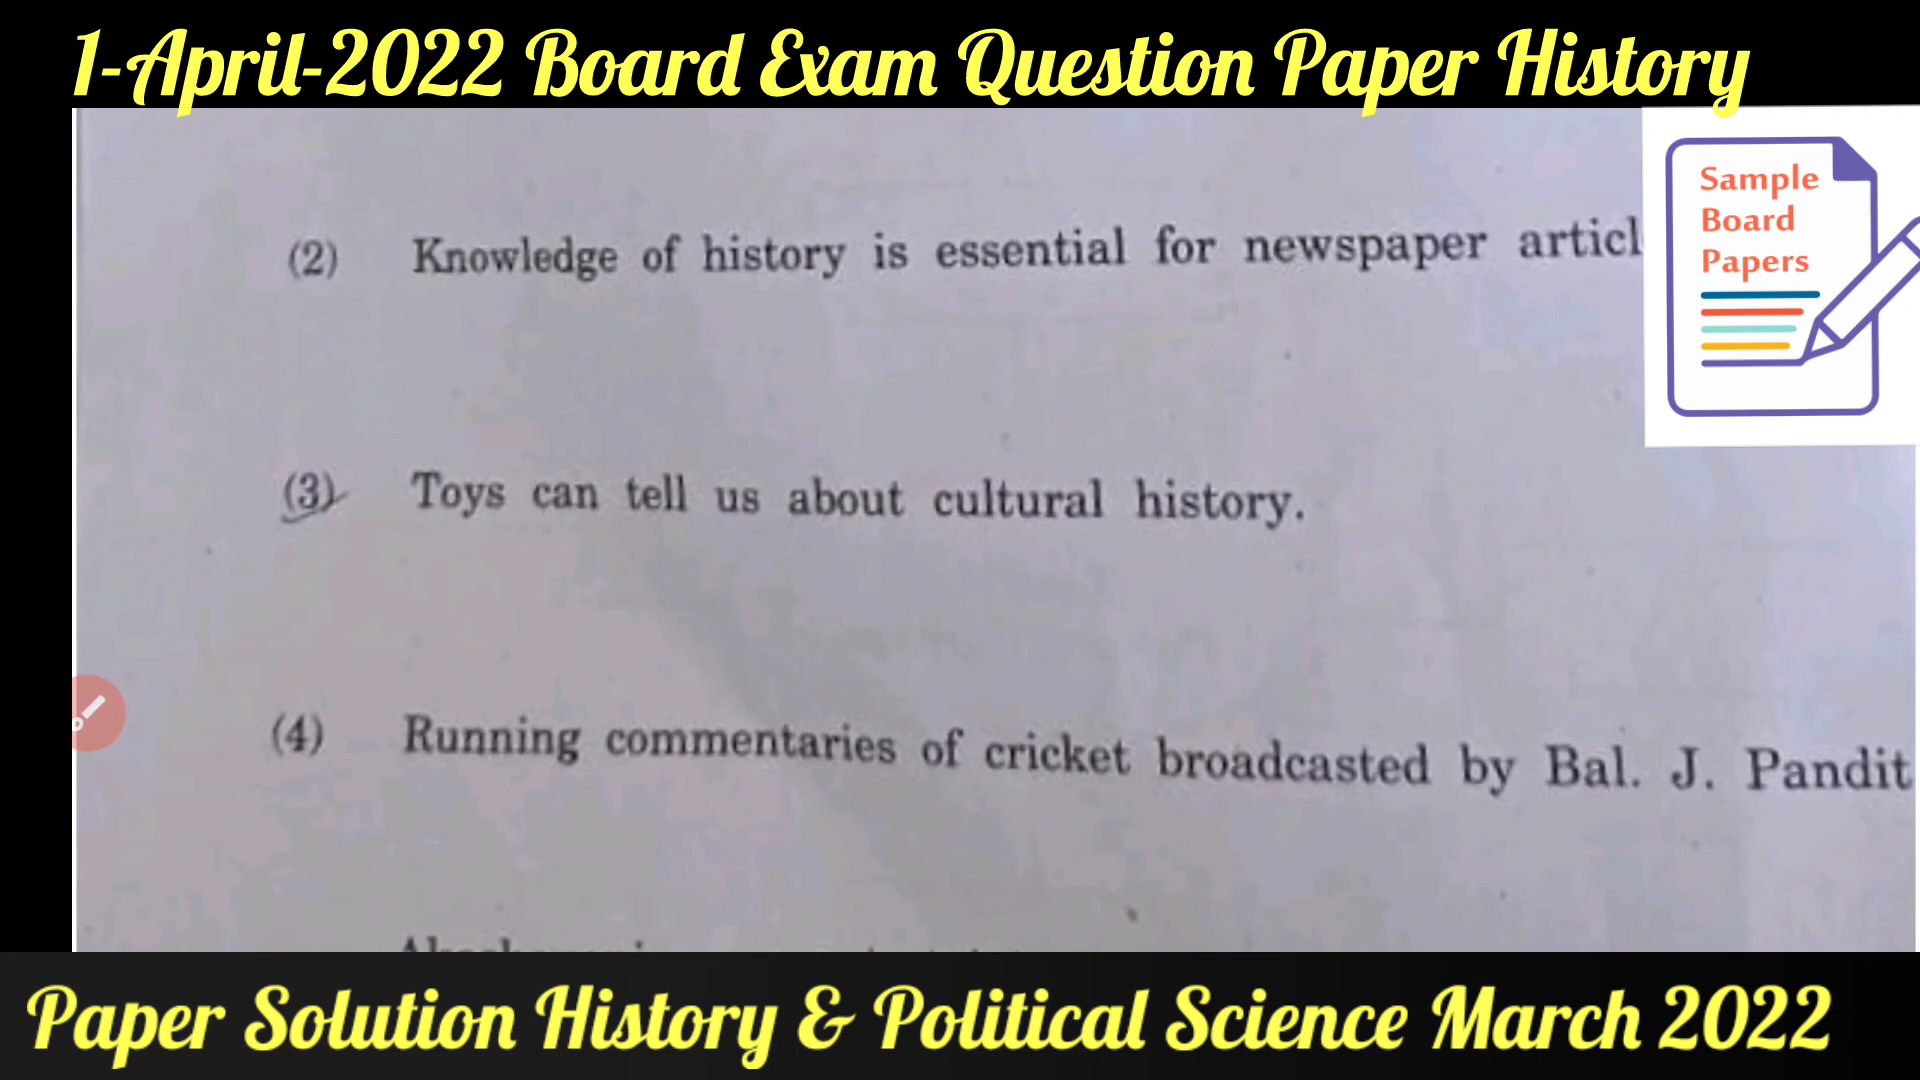 1-April-2022 Board Exam Question Paper History
Sample
Board
Papers
(2) Knowledge of history is essential for newspaper articl
(3) Toys can tell us about cultural history.
(4) Running commentaries of cricket broadcasted by Bal. J. Pandit
Paper Solution History & Political Science March 2022